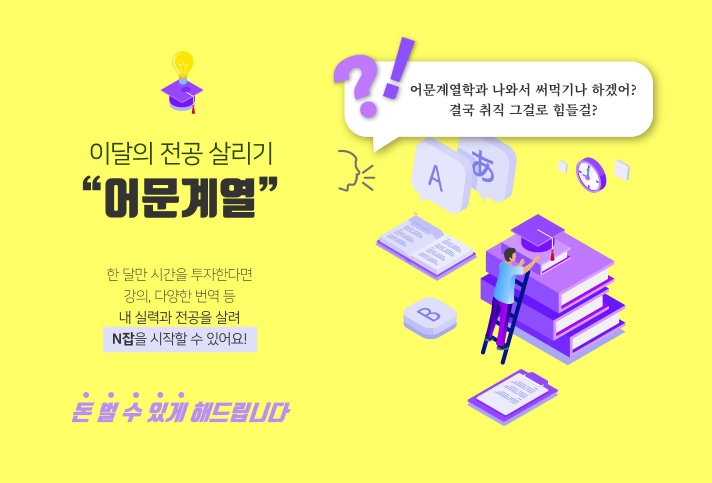 ?!
어문계열학과 나와서 써먹기나 하겠어?
결국 취직 그걸로 힘들걸?
이달의 전공 살리기
“어문계열”
A
あ
B
한 달만 시간을 투자한다면
강의, 다양한 번역 등
내 실력과 전공을 살려
N잡을 시작할 수 있어요!
돈 벌 수 있게 해드립니다